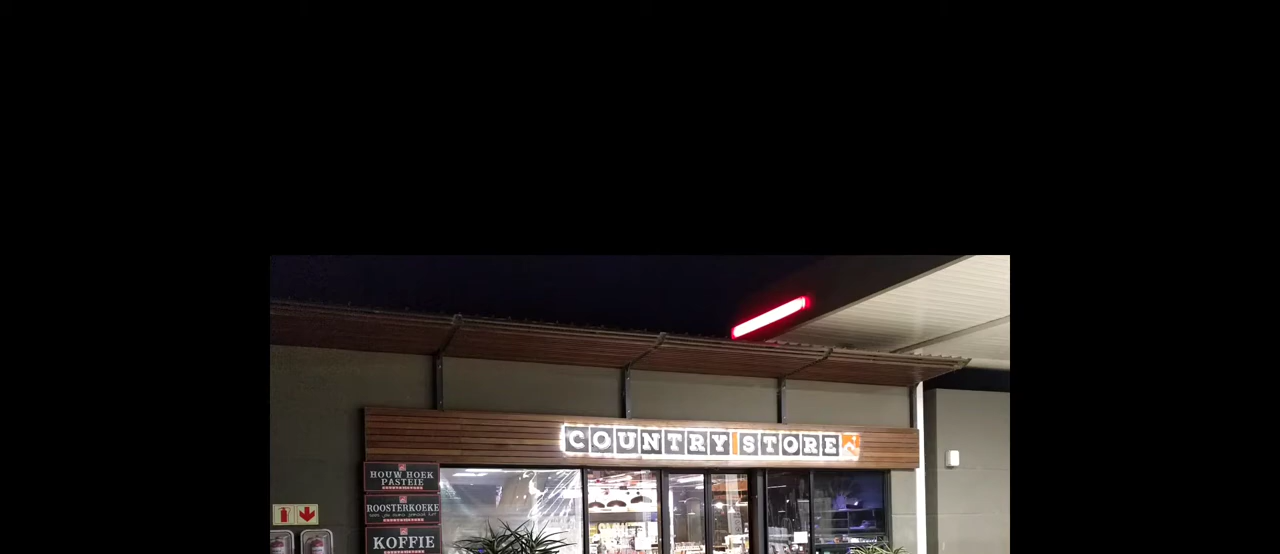 COUNTRY STORE
HOUW HOEK
PASTEIE
ROOSTERKOEKE
KOFFIE